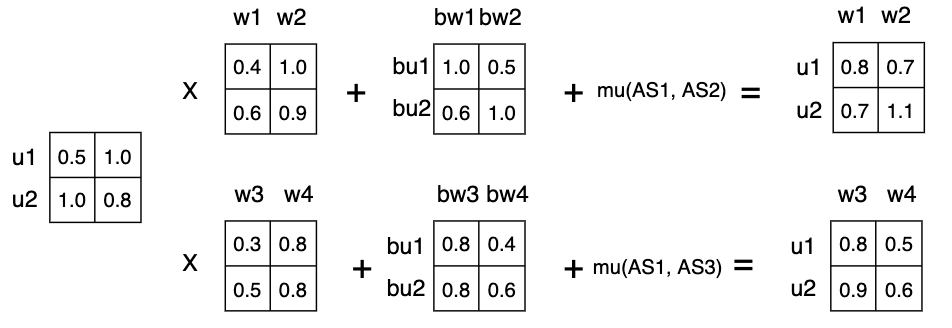 w1 w2 bw1 bw2 w1 w2
X 0.4 1.0 + bu1 1.0 0.5 + mu(AS1, AS2) = u1 0.8 0.7
0.6 0.9 bu2 0.6 1.0 u2 0.7 1.1
u1 0.5 1.0
u2 1.0 0.8
w3 w4 bw3 bw4 w3 w4
X 0.3 0.8 + bu1 0.8 0.4 + mu(AS1, AS3) = u1 0.8 0.5
0.5 0.8 bu2 0.8 0.6 u2 0.9 0.6